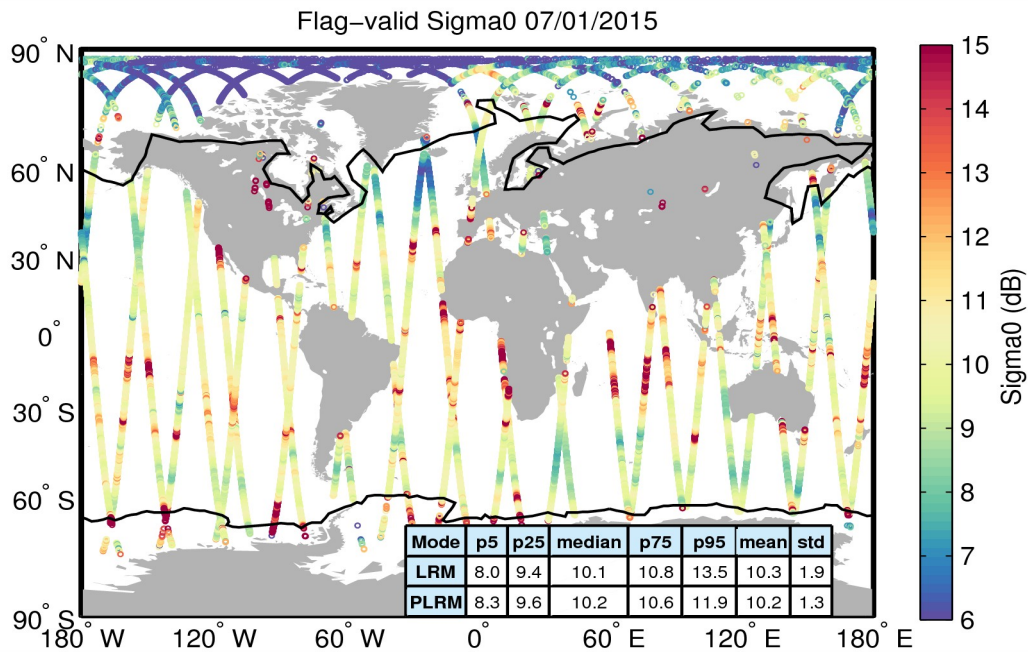 Flag−valid Sigma0 07/01/2015
90° N
60° N
30° N
0°
30° S
60° S
90° S
180° W
120° W
60° W
0°
60° E
120° E
180° E
Mode p5 p25 median p75 p95 mean std
LRM 8.0 9.4 10.1 10.8 13.5 10.3 1.9
PLRM 8.3 9.6 10.2 10.6 11.9 10.2 1.3
15
14
13
12
11
10
9
8
7
6
Sigma0 (dB)